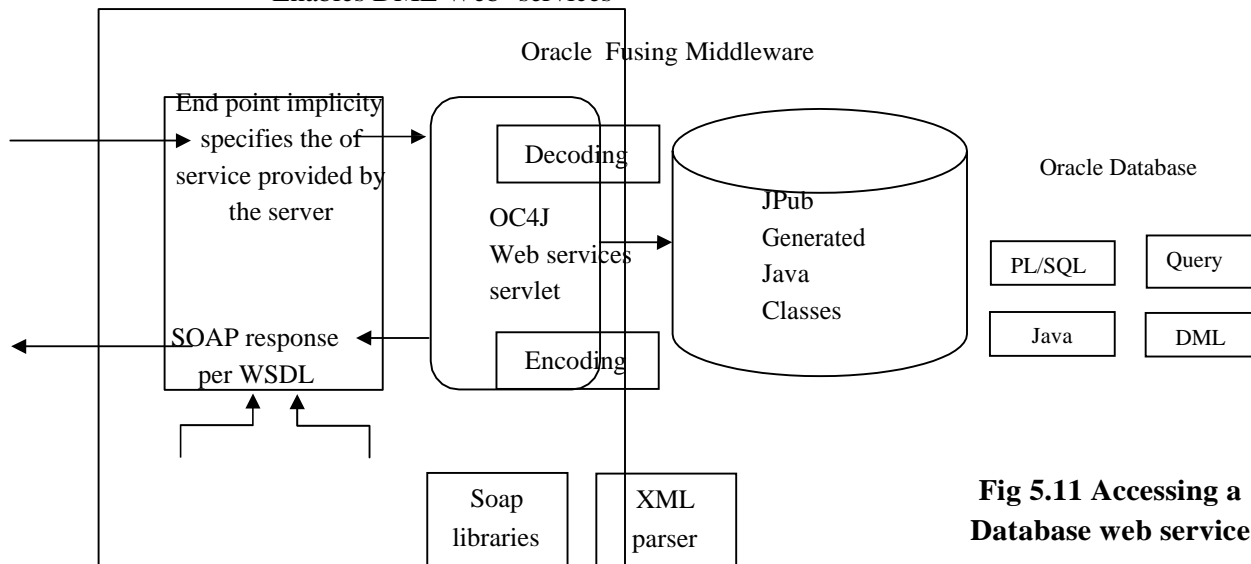 Enables DML Web services
Oracle Fusing Middleware
End point implicity
specifies the of
service provided by
the server
Decoding
OC4J
Web services
servlet
JPub
Generated
Java
Classes
Oracle Database
PL/SQL
Query
Java
DML
SOAP response
per WSDL
Encoding
Soap
libraries
XML
parser
Fig 5.11 Accessing a
Database web service